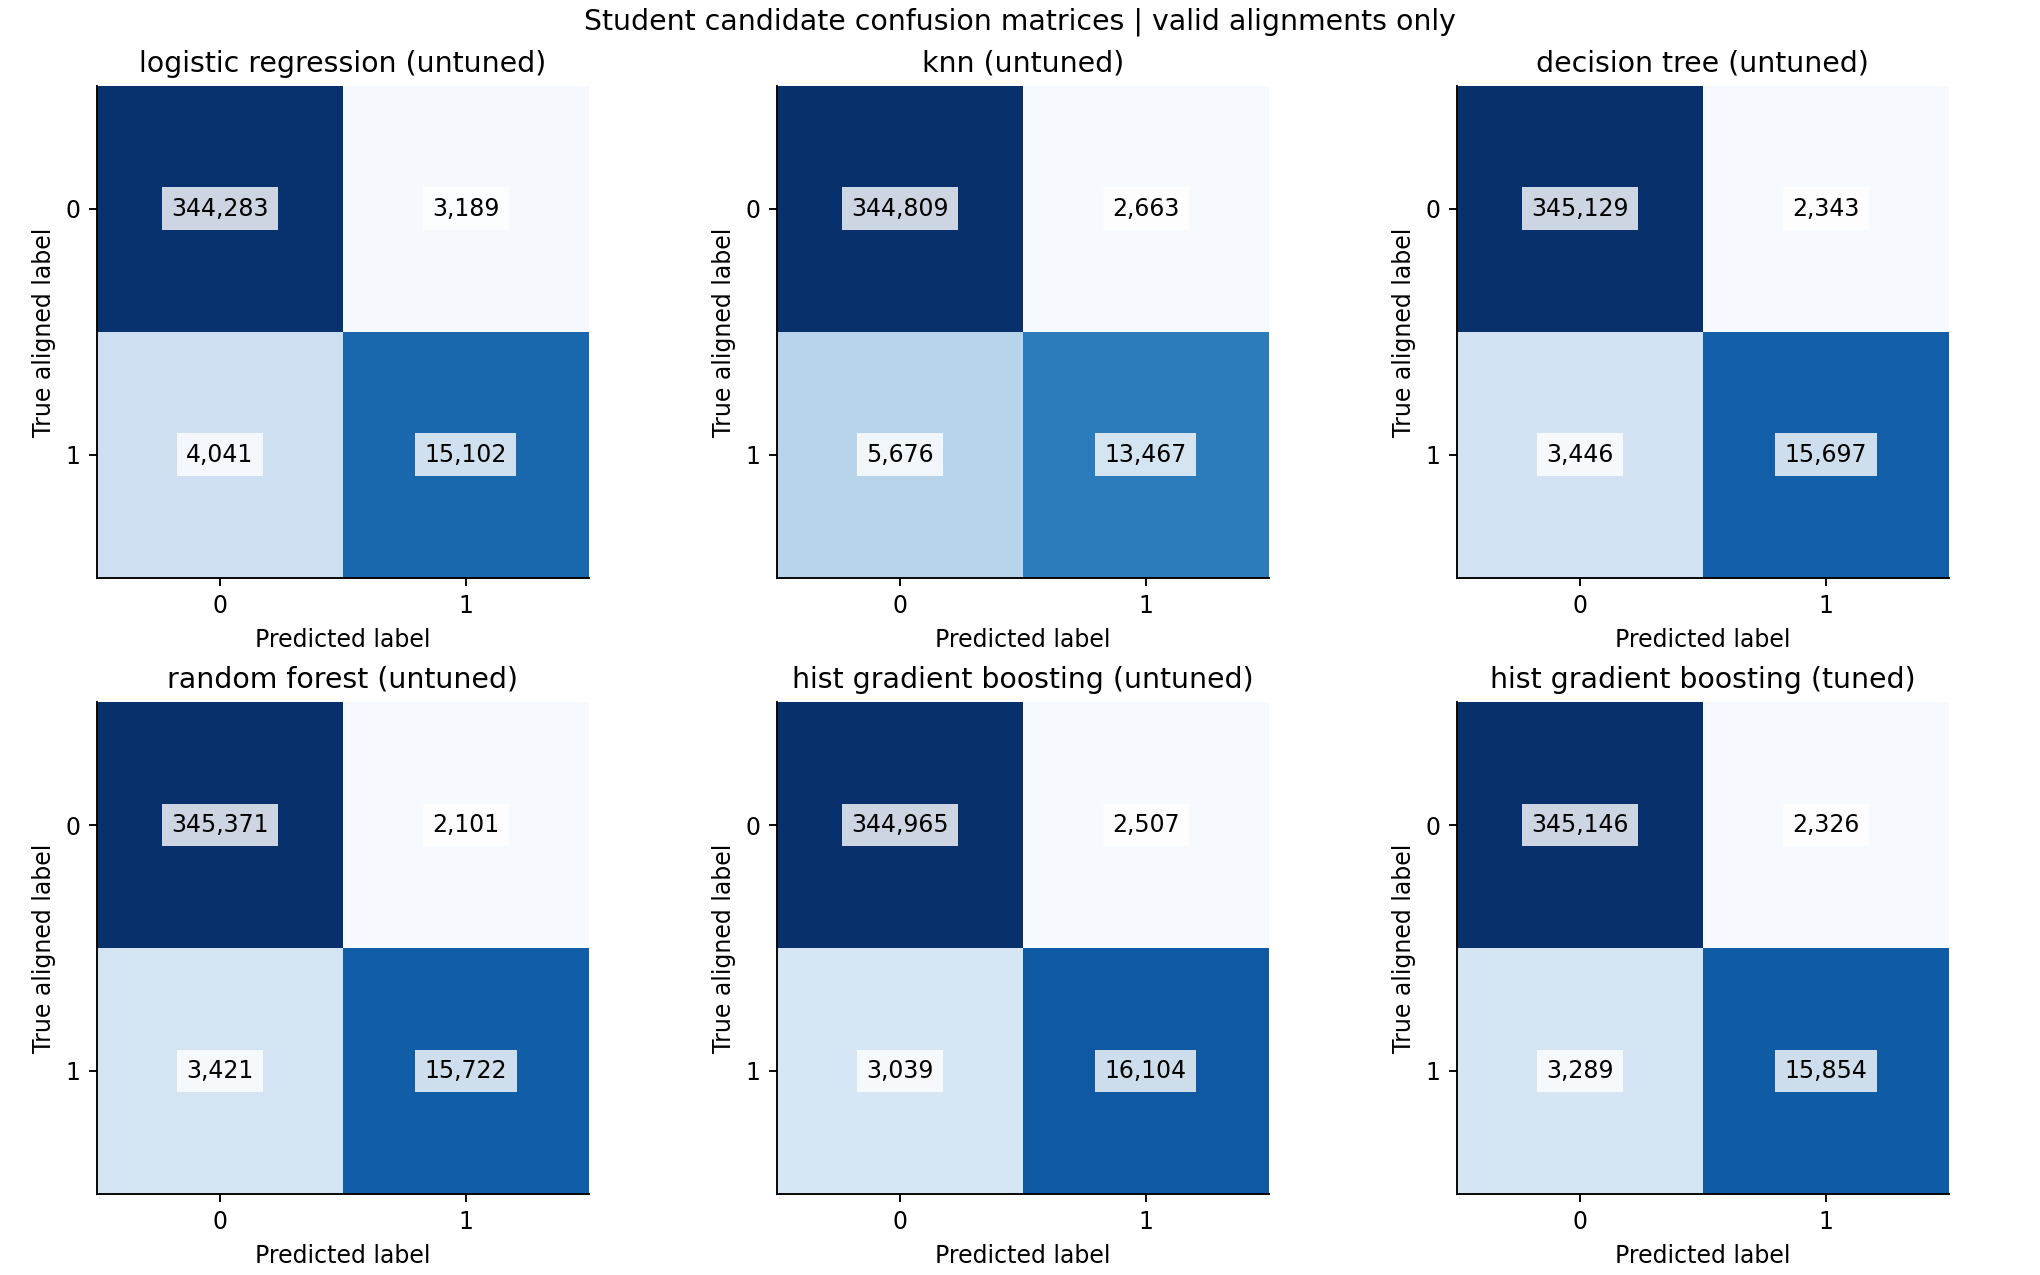 Student candidate confusion matrices | valid alignments only
logistic regression (untuned)
True aligned label
0
344,283
3,189
1
4,041
15,102
0
1
Predicted label
knn (untuned)
True aligned label
0
344,809
2,663
1
5,676
13,467
0
1
Predicted label
decision tree (untuned)
True aligned label
0
345,129
2,343
1
3,446
15,697
0
1
Predicted label
random forest (untuned)
True aligned label
0
345,371
2,101
1
3,421
15,722
0
1
Predicted label
hist gradient boosting (untuned)
True aligned label
0
344,965
2,507
1
3,039
16,104
0
1
Predicted label
hist gradient boosting (tuned)
True aligned label
0
345,146
2,326
1
3,289
15,854
0
1
Predicted label